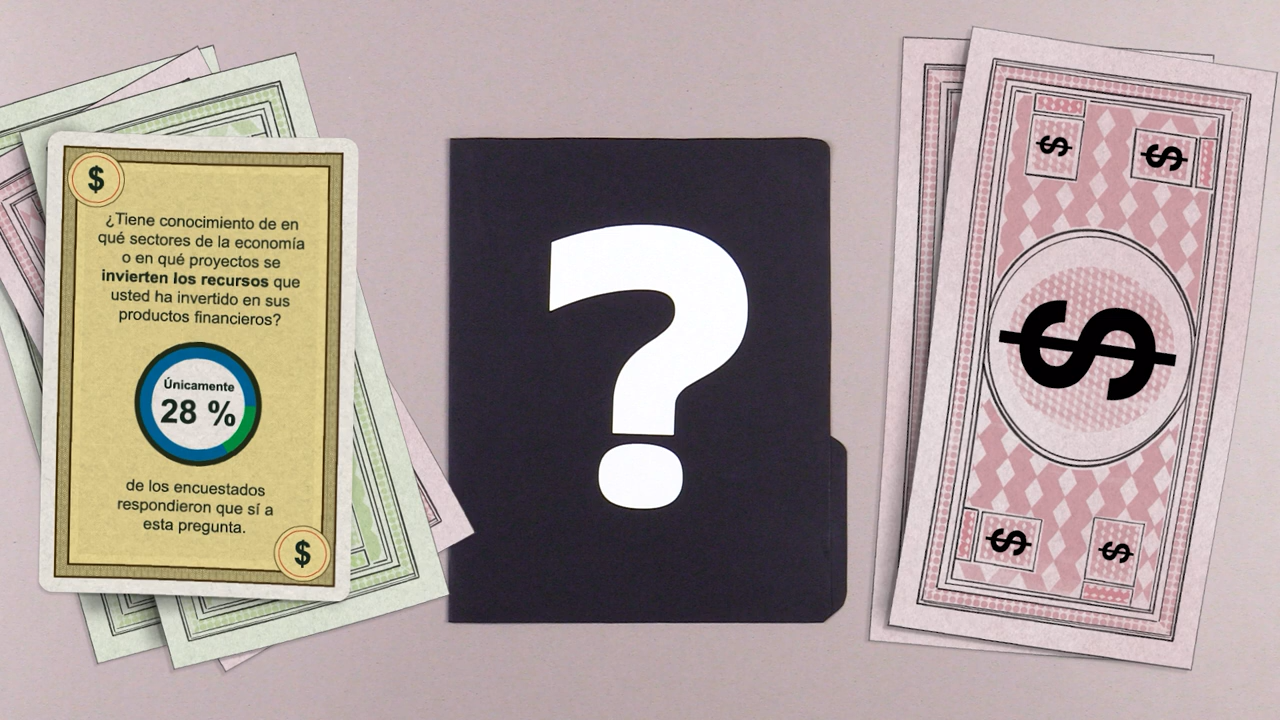 $
¿Tiene conocimiento de en
qué sectores de la economía
o en qué proyectos se
invierten los recursos que
usted ha invertido en sus
productos financieros?
Únicamente
28 %
de los encuestados
respondieron que sí a
esta pregunta.
$
?
$
$
$
$
$